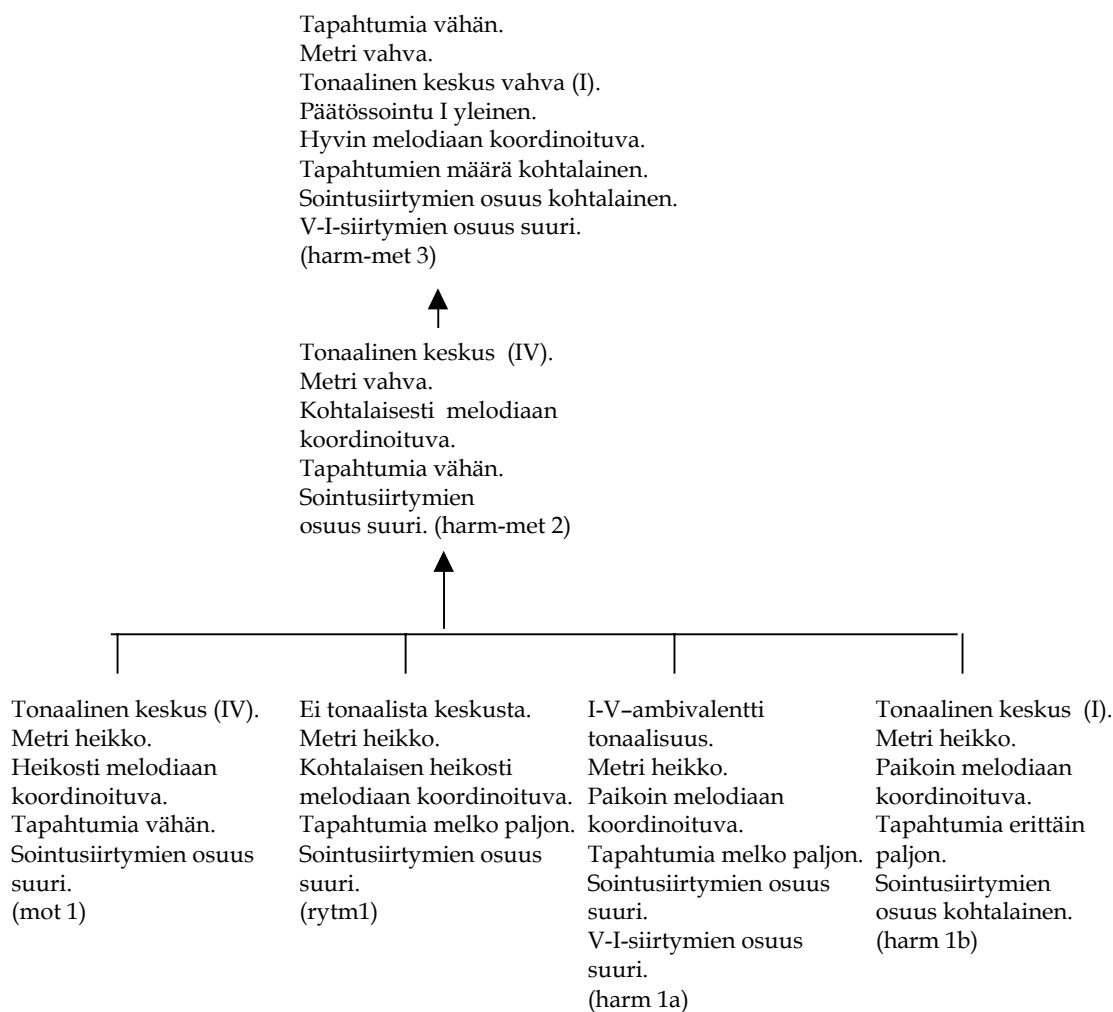 Tapahtumia vähän.
Metri vahva.
Tonaalinen keskus vahva (I).
Päätössointu I yleinen.
Hyvin melodiaan koordinoituva.
Tapahtumien määrä kohtalainen.
Sointusiirtymien osuus kohtalainen.
V-I-siirtymien osuus suuri.
(harm-met 3)
Tonaalinen keskus (IV).
Metri vahva.
Kohtalaisesti melodiaan
koordinoituva.
Tapahtumia vähän.
Sointusiirtymien
osuus suuri. (harm-met 2)
Tonaalinen keskus (IV).
Metri heikko.
Heikosti melodiaan
koordinoituva.
Tapahtumia vähän.
Sointusiirtymien osuus
suuri.
(mot 1)
Ei tonaalista keskusta.
Metri heikko.
Kohtalaisen heikosti
melodiaan koordinoituva.
Tapahtumia melko paljon.
Sointusiirtymien osuus
suuri.
(rytm1)
I-V–ambivalentti
tonaalisuus.
Metri heikko.
Paikoin melodiaan
koordinoituva.
Tapahtumia melko paljon.
Sointusiirtymien osuus
suuri.
V-I-siirtymien osuus
suuri.
(harm 1a)
Tonaalinen keskus (I).
Metri heikko.
Paikoin melodiaan
koordinoituva.
Tapahtumia erittäin
paljon.
Sointusiirtymien
osuus kohtalainen.
(harm 1b)